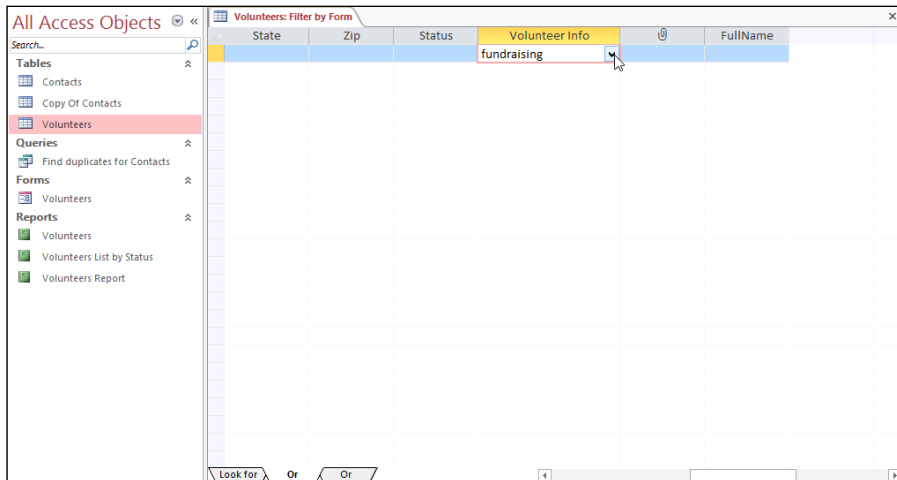 All Access Objects
Search...
Tables
Contacts
Copy Of Contacts
Volunteers
Queries
Find duplicates for Contacts
Forms
Volunteers
Reports
Volunteers
Volunteers List by Status
Volunteers Report
Volunteers: Filter by Form
State Zip Status Volunteer Info FullName
fundraising
Look for Or Or